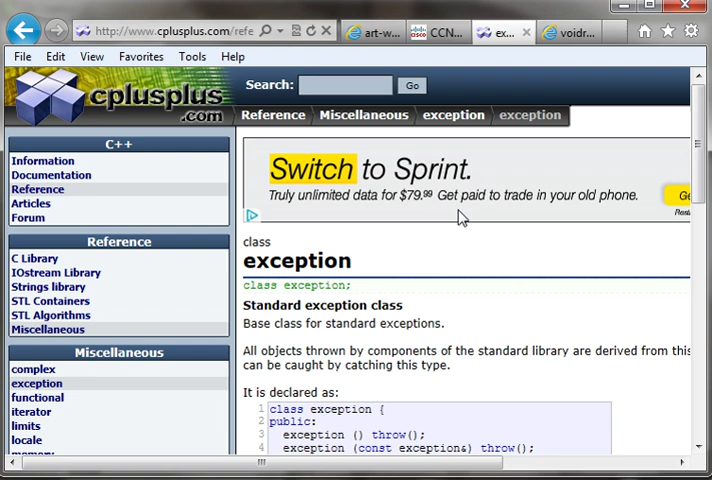 http://www.cplusplus.com/refe
art-w...
CCN...
ex...
voidr...
File Edit View Favorites Tools Help
cplusplus
.com
Search:
Go
Reference Miscellaneous exception exception
C++
Information
Documentation
Reference
Articles
Forum
Reference
C Library
IOstream Library
Strings library
STL Containers
STL Algorithms
Miscellaneous
Miscellaneous
complex
exception
functional
iterator
limits
locale
memory
Switch to Sprint.
Truly unlimited data for $79.99 Get paid to trade in your old phone.
Ge
Rest
class
exception
class exception;
Standard exception class
Base class for standard exceptions.
All objects thrown by components of the standard library are derived from this
can be caught by catching this type.
It is declared as:
1 class exception {
2 public:
3 exception () throw();
4 exception (const exception&) throw();